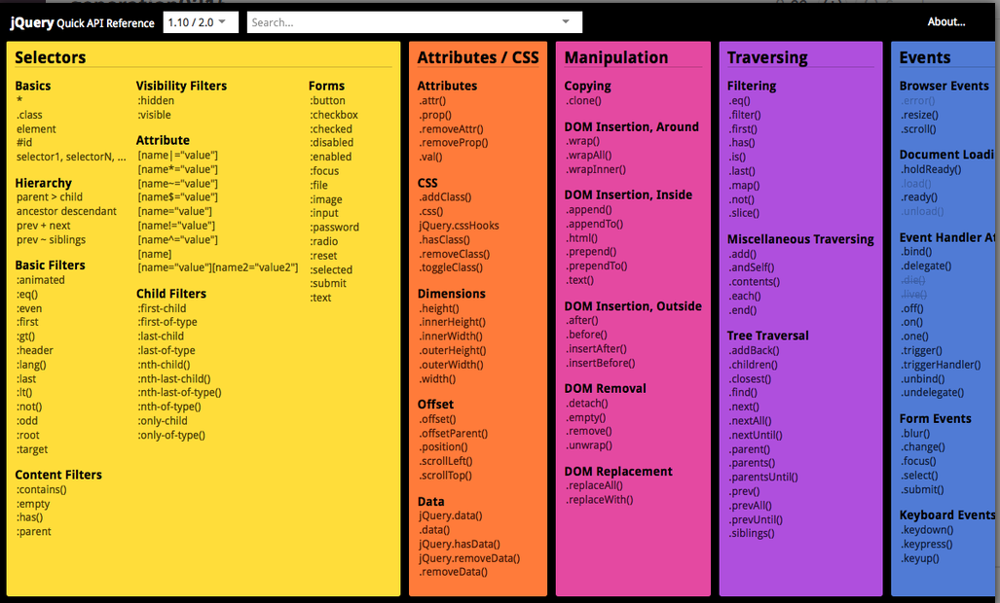 jQuery Quick API Reference
1.10 / 2.0
Search...
About...
Selectors
Basics
*
.class
element
#id
selector1, selectorN, ...
Hierarchy
parent > child
ancestor descendant
prev + next
prev ~ siblings
Basic Filters
:animated
:eq()
:even
:first
:gt()
:header
:lang()
:last
:lt()
:not()
:odd
:root
:target
Content Filters
:contains()
:empty
:has()
:parent
Visibility Filters
:hidden
:visible
Attribute
[name|="value"]
[name*="value"]
[name~="value"]
[name$="value"]
[name="value"]
[name!="value"]
[name^="value"]
[name]
[name="value"][name2="value2"]
Child Filters
:first-child
:first-of-type
:last-child
:last-of-type
:nth-child()
:nth-last-child()
:nth-last-of-type()
:nth-of-type()
:only-child
:only-of-type()
Forms
:button
:checkbox
:checked
:disabled
:enabled
:focus
:file
:image
:input
:password
:radio
:reset
:selected
:submit
:text
Attributes / CSS
Attributes
.attr()
.prop()
.removeAttr()
.removeProp()
.val()
CSS
.addClass()
.css()
jQuery.cssHooks
.hasClass()
.removeClass()
.toggleClass()
Dimensions
.height()
.innerHeight()
.innerWidth()
.outerHeight()
.outerWidth()
.width()
Offset
.offset()
.offsetParent()
.position()
.scrollLeft()
.scrollTop()
Data
jQuery.data()
.data()
jQuery.hasData()
jQuery.removeData()
.removeData()
Manipulation
Copying
.clone()
DOM Insertion, Around
.wrap()
.wrapAll()
.wrapInner()
DOM Insertion, Inside
.append()
.appendTo()
.html()
.prepend()
.prependTo()
.text()
DOM Insertion, Outside
.after()
.before()
.insertAfter()
.insertBefore()
DOM Removal
.detach()
.empty()
.remove()
.unwrap()
DOM Replacement
.replaceAll()
.replaceWith()
Traversing
Filtering
.eq()
.filter()
.first()
.has()
.is()
.last()
.map()
.not()
.slice()
Miscellaneous Traversing
.add()
.andSelf()
.contents()
.each()
.end()
Tree Traversal
.addBack()
.children()
.closest()
.find()
.next()
.nextAll()
.nextUntil()
.parent()
.parents()
.parentsUntil()
.prev()
.prevAll()
.prevUntil()
.siblings()
Events
Browser Events
.error()
.resize()
.scroll()
Document Loadi
.holdReady()
.load()
.ready()
.unload()
Event Handler At
.bind()
.delegate()
.die()
.live()
.off()
.on()
.one()
.trigger()
.triggerHandler()
.unbind()
.undelegate()
Form Events
.blur()
.change()
.focus()
.select()
.submit()
Keyboard Events
.keydown()
.keypress()
.keyup()